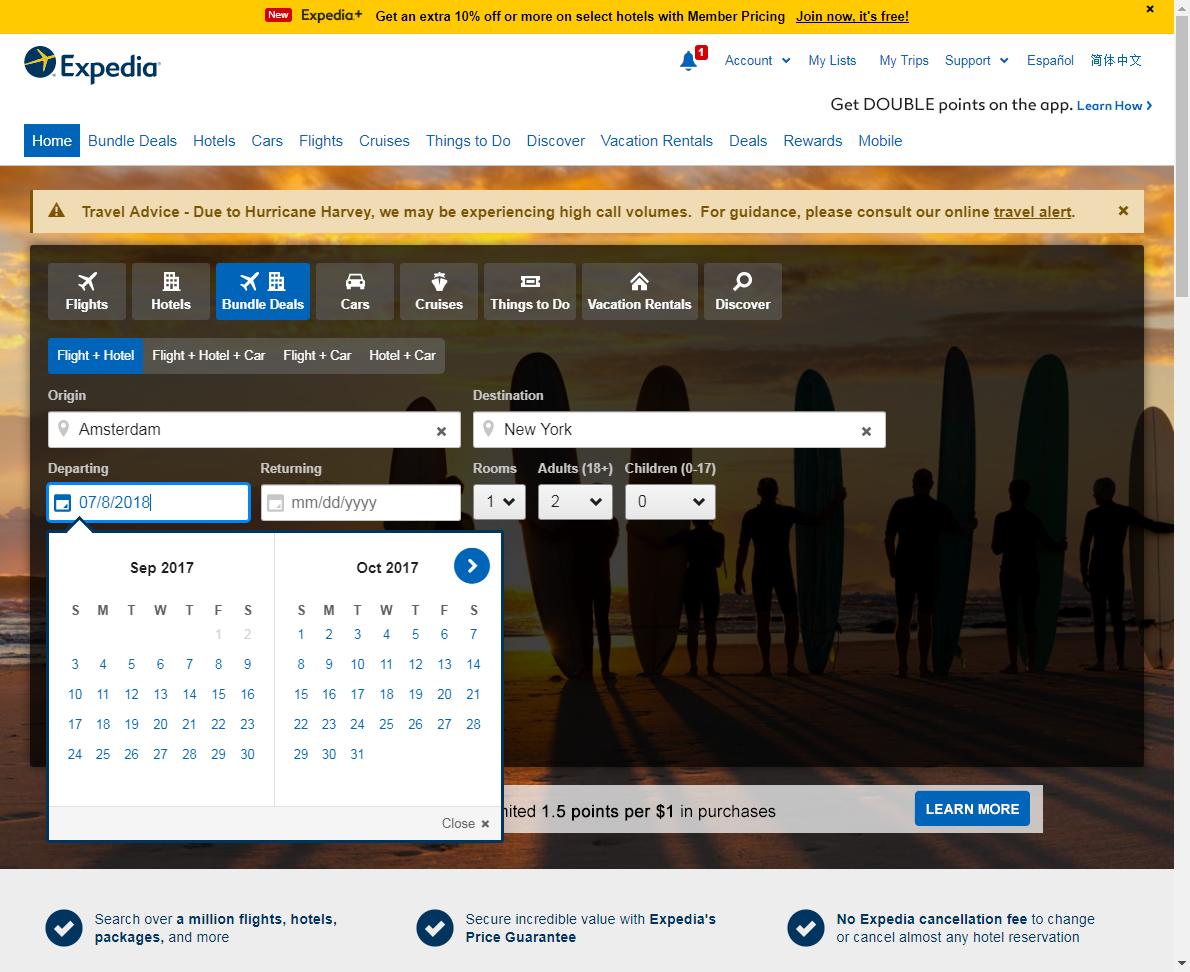 New Expedia+ Get an extra 10% off or more on select hotels with Member Pricing Join now, it's free!
Expedia
1 Account My Lists My Trips Support Español 简体中文
Get DOUBLE points on the app. Learn How
Home Bundle Deals Hotels Cars Flights Cruises Things to Do Discover Vacation Rentals Deals Rewards Mobile
Travel Advice - Due to Hurricane Harvey, we may be experiencing high call volumes. For guidance, please consult our online travel alert.
Flights Hotels Bundle Deals Cars Cruises Things to Do Vacation Rentals Discover
Flight + Hotel Flight + Hotel + Car Flight + Car Hotel + Car
Origin Destination
Amsterdam New York
Departing Returning Rooms Adults (18+) Children (0-17)
07/8/2018 mm/dd/yyyy 1 2 0
Sep 2017 Oct 2017
S M T W T F S S M T W T F S
1 2 1 2 3 4 5 6 7
3 4 5 6 7 8 9 8 9 10 11 12 13 14
10 11 12 13 14 15 16 15 16 17 18 19 20 21
17 18 19 20 21 22 23 22 23 24 25 26 27 28
24 25 26 27 28 29 30 29 30 31
nited 1.5 points per $1 in purchases LEARN MORE
Close
Search over a million flights, hotels, Secure incredible value with Expedia's No Expedia cancellation fee to change
packages, and more Price Guarantee or cancel almost any hotel reservation